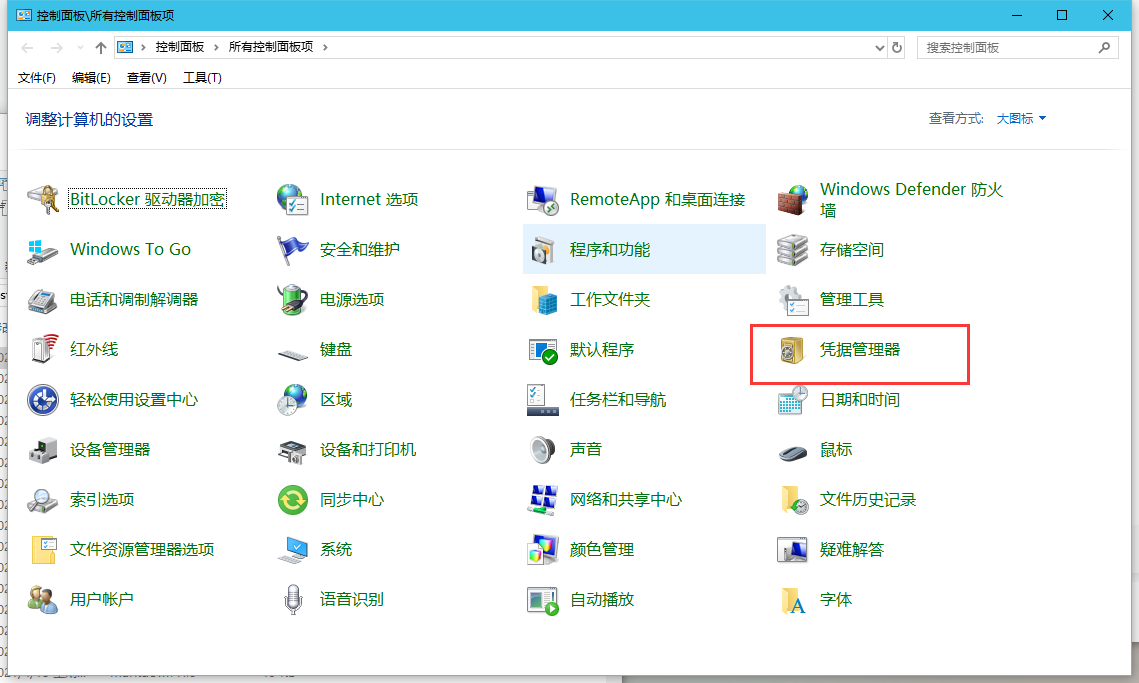 控制面板\所有控制面板项
控制面板 所有控制面板项
搜索控制面板
文件(F) 编辑(E) 查看(V) 工具(T)
调整计算机的设置
查看方式: 大图标
BitLocker 驱动器加密
Internet 选项
RemoteApp 和桌面连接
Windows Defender 防火
墙
Windows To Go
安全和维护
程序和功能
存储空间
电话和调制解调器
电源选项
工作文件夹
管理工具
红外线
键盘
默认程序
凭据管理器
轻松使用设置中心
区域
任务栏和导航
日期和时间
设备管理器
设备和打印机
声音
鼠标
索引选项
同步中心
网络和共享中心
文件历史记录
文件资源管理器选项
系统
颜色管理
疑难解答
用户帐户
语音识别
自动播放
字体